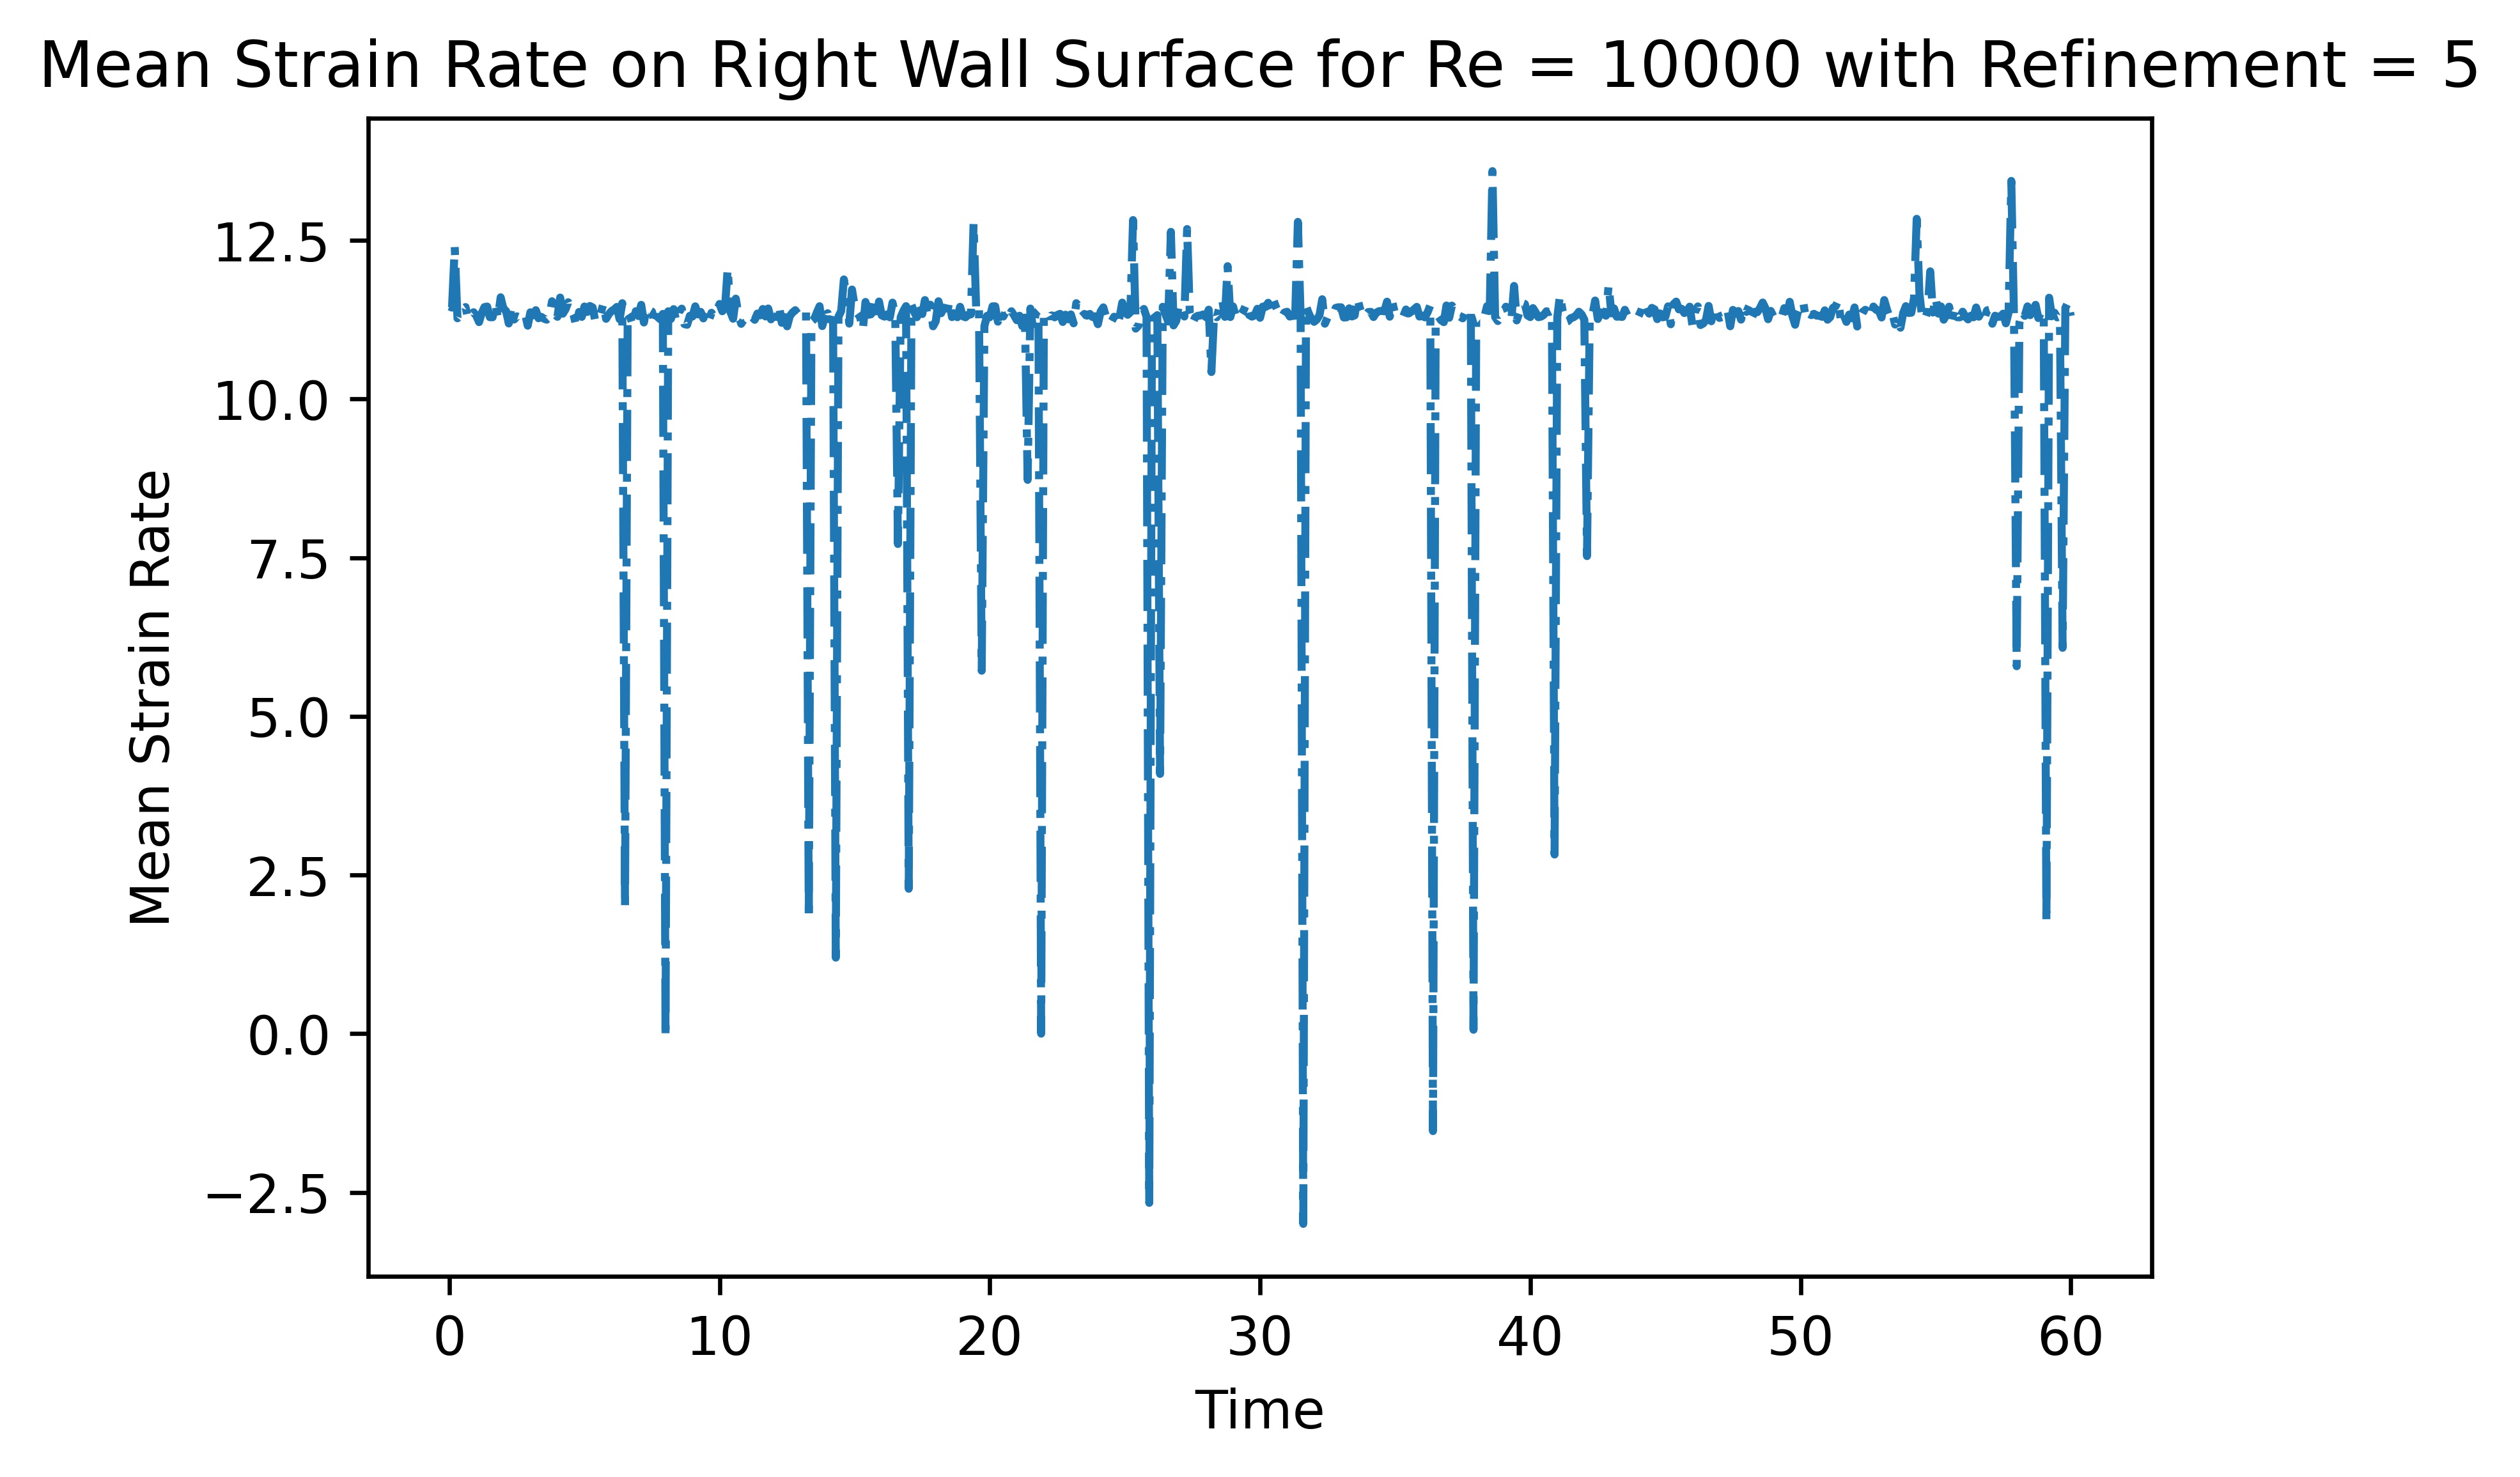 Mean Strain Rate on Right Wall Surface for Re = 10000 with Refinement = 5
12.5
10.0
7.5
5.0
2.5
0.0
−2.5
Mean Strain Rate
0 10 20 30 40 50 60
Time